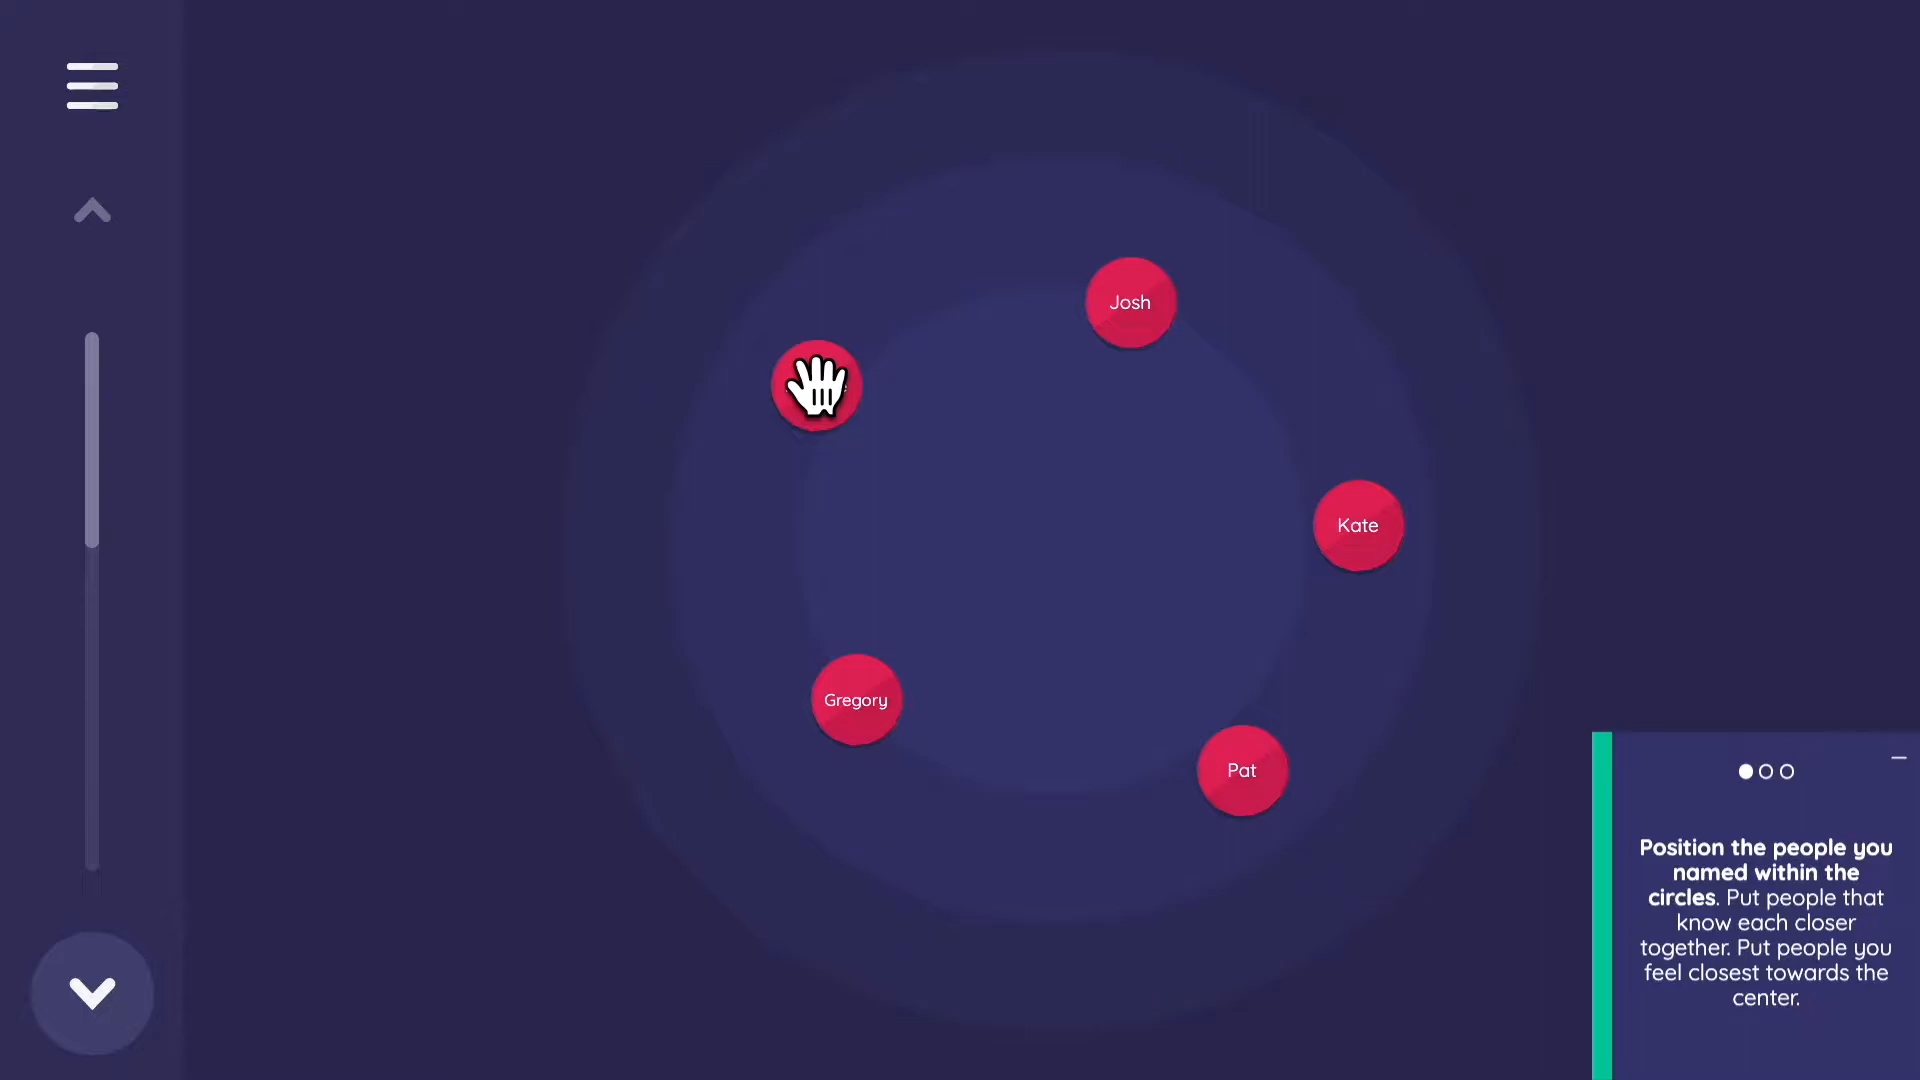 Josh
Kate
Gregory
Pat
Position the people you
named within the
circles. Put people that
know each closer
together. Put people you
feel closest towards the
center.